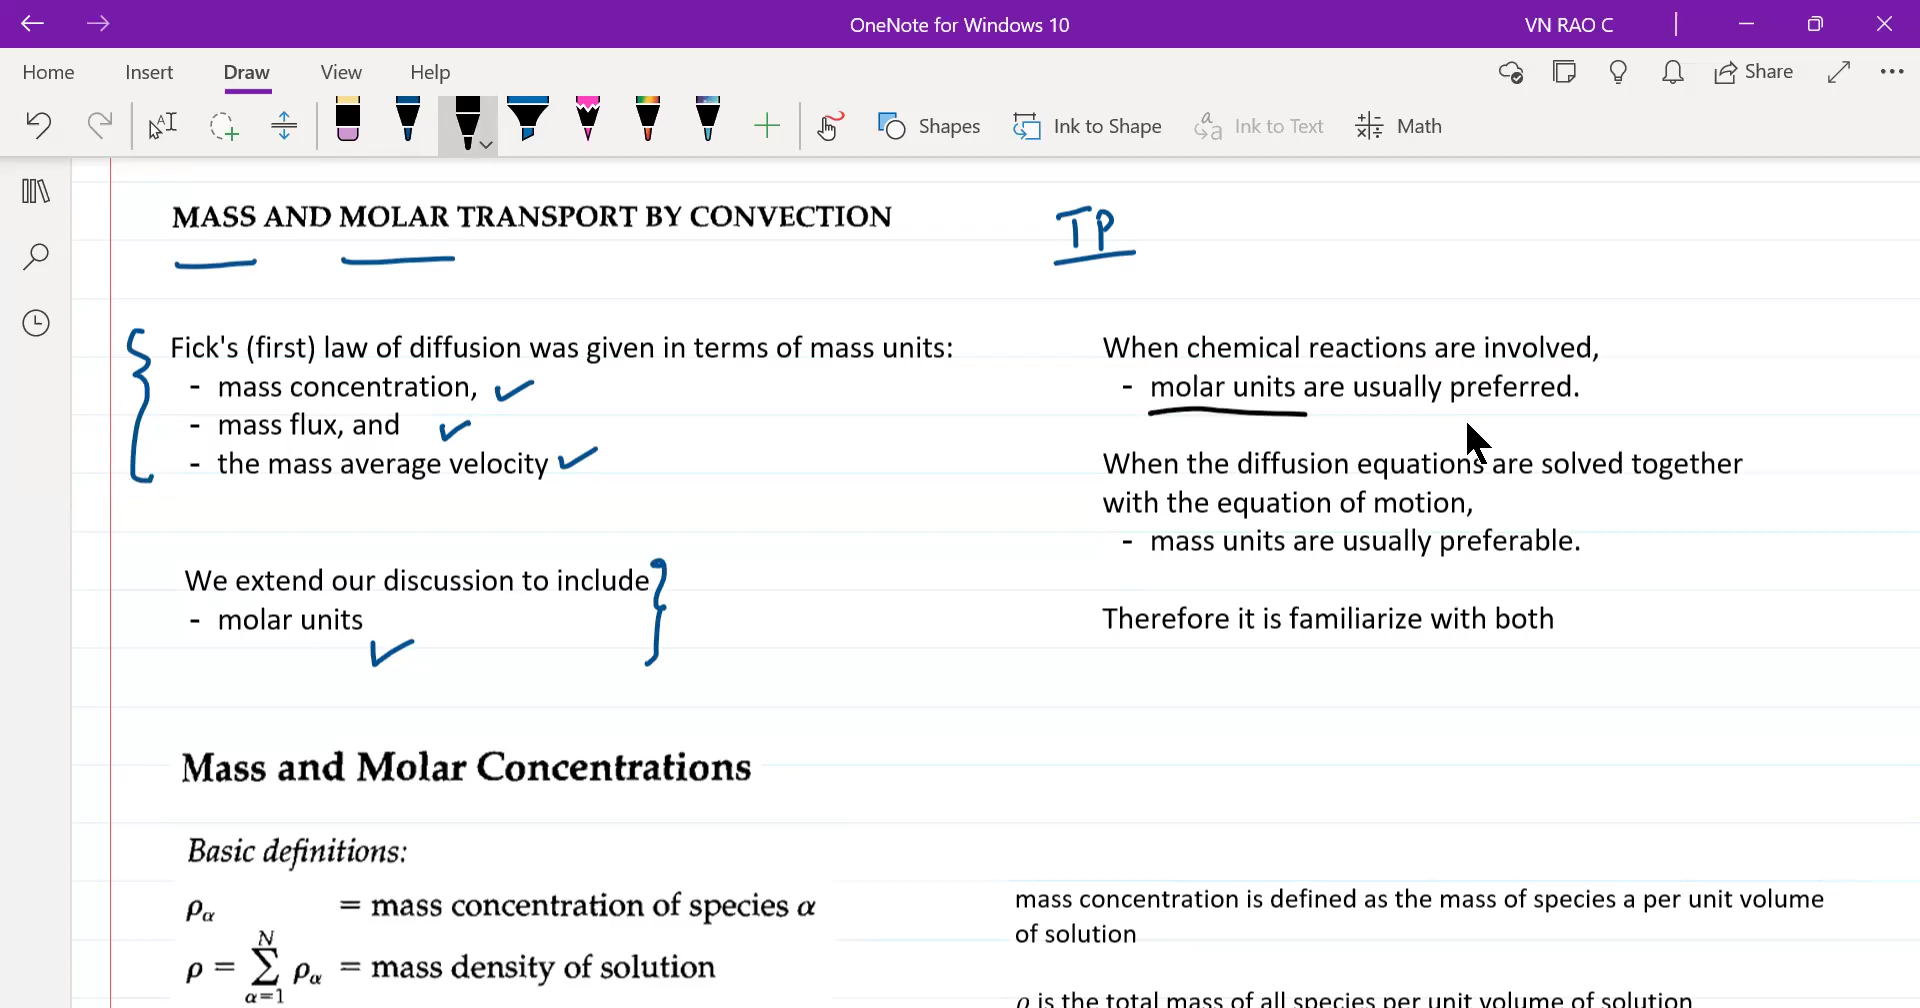 OneNote for Windows 10
VN RAO C
Home Insert Draw View Help
Share
Shapes Ink to Shape Ink to Text Math
MASS AND MOLAR TRANSPORT BY CONVECTION
TP
Fick's (first) law of diffusion was given in terms of mass units:
- mass concentration,
- mass flux, and
- the mass average velocity
We extend our discussion to include
- molar units
When chemical reactions are involved,
- molar units are usually preferred.
When the diffusion equations are solved together
with the equation of motion,
- mass units are usually preferable.
Therefore it is familiarize with both
Mass and Molar Concentrations
Basic definitions:
ρα = mass concentration of species α
ρ = N∑α=1 ρα = mass density of solution
mass concentration is defined as the mass of species a per unit volume
of solution
ρ is the total mass of all species per unit volume of solution